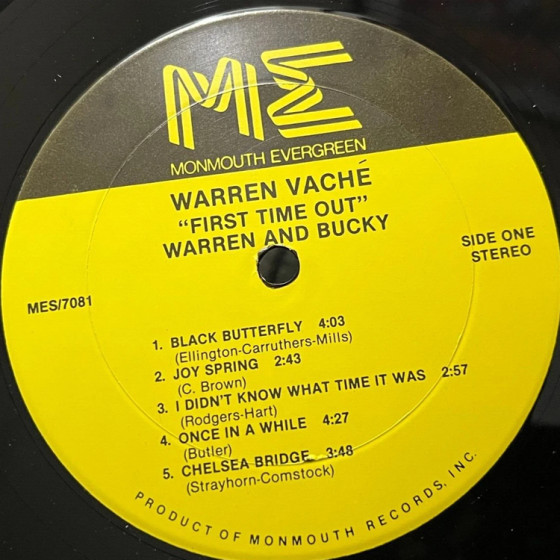 ME
MONMOUTH EVERGREEN
WARREN VACHÉ
"FIRST TIME OUT"
WARREN AND BUCKY
SIDE ONE
STEREO
MES/7081
1. BLACK BUTTERFLY 4:03
(Ellington-Carruthers-Mills)
2. JOY SPRING 2:43
(C. Brown)
3. I DIDN'T KNOW WHAT TIME IT WAS 2:57
(Rodgers-Hart)
4. ONCE IN A WHILE 4:27
(Butler)
5. CHELSEA BRIDGE 3:48
(Strayhorn-Comstock)
PRODUCT OF MONMOUTH RECORDS, INC.